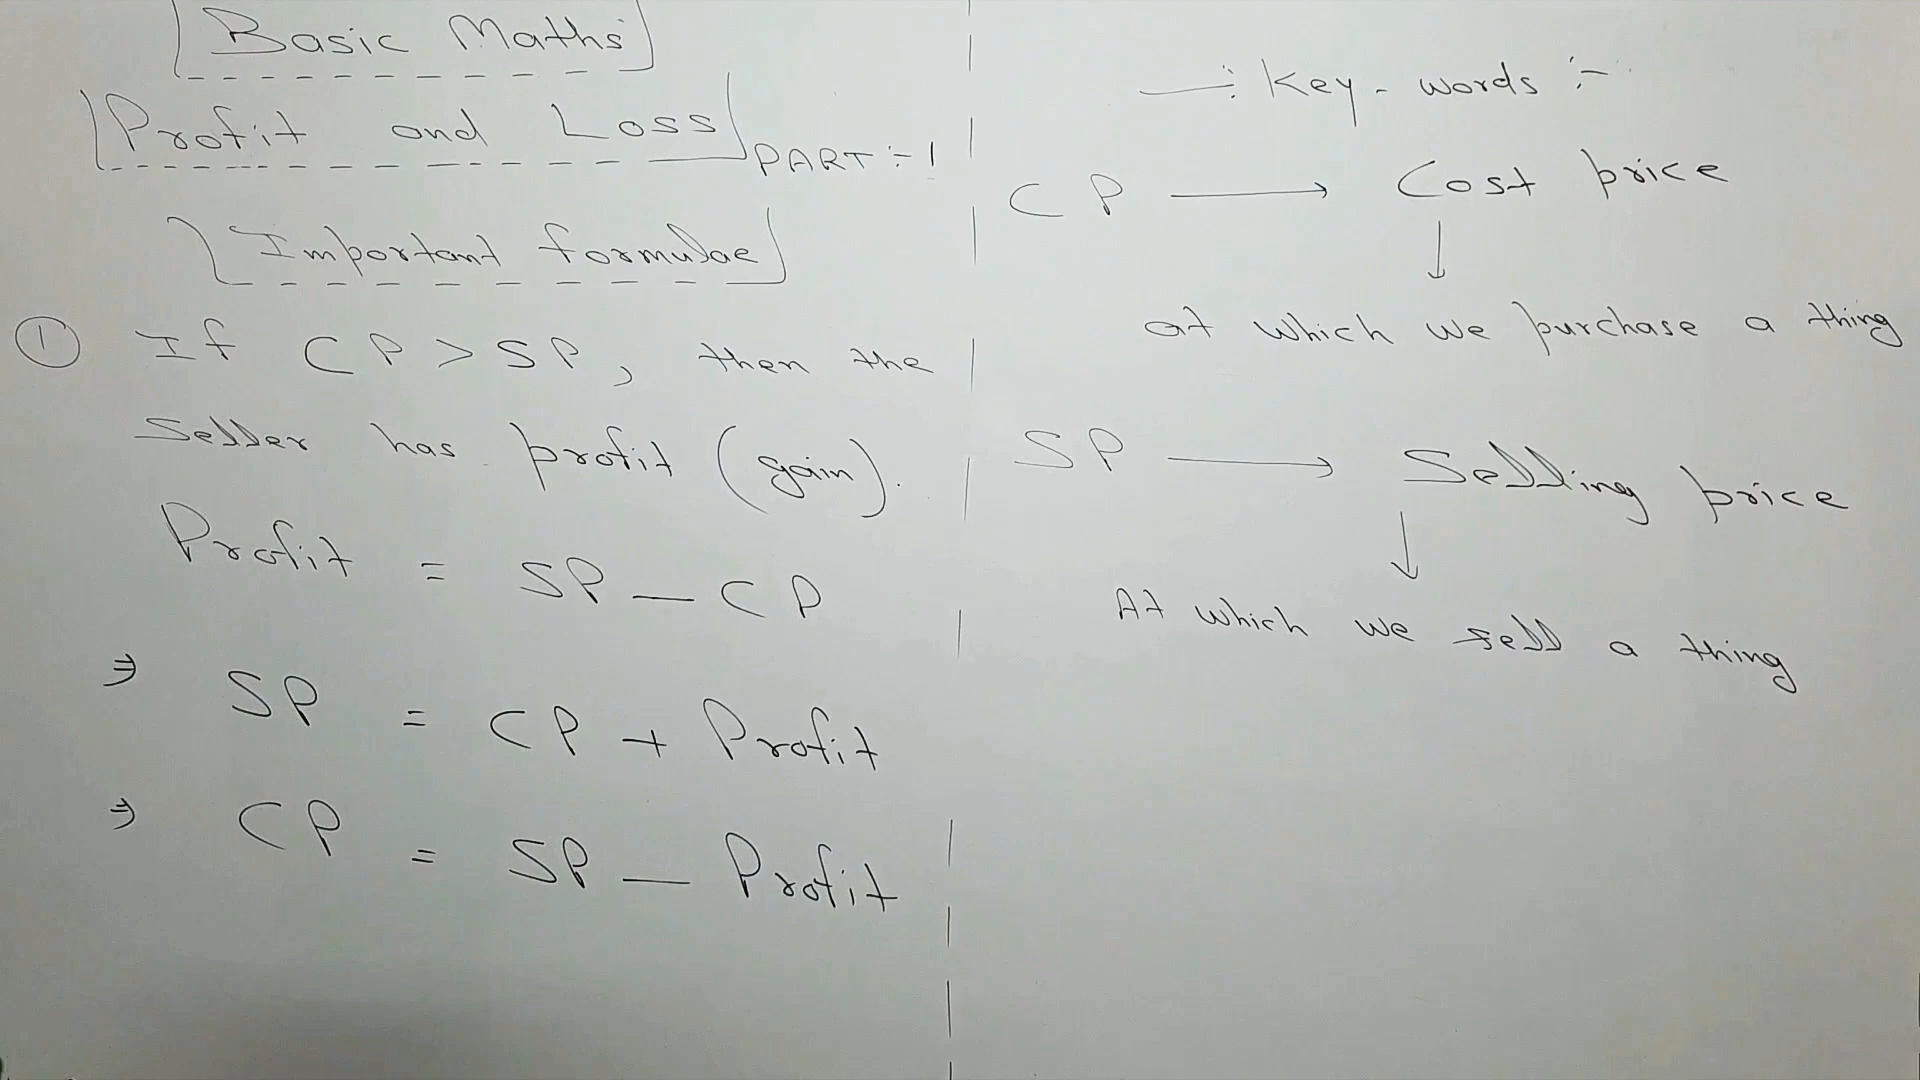 Basic Maths
Profit and Loss PART :- 1
Important formulae
① If CP > SP, then the
Seller has profit (gain).
Profit = SP - CP
⇒ SP = CP + Profit
⇒ CP = SP - Profit
—: Key-words :-
CP → Cost price
↓
at which we purchase a thing
SP → Selling price
↓
At which we sell a thing